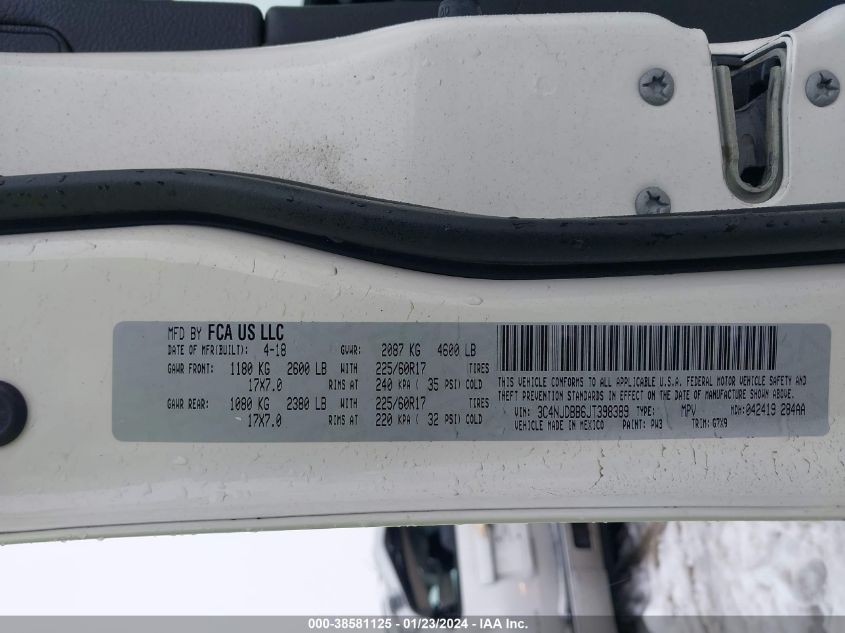 MFD BY FCA US LLC
DATE OF MFR(BUILT): 4-18 GVWR: 2087 KG 4600 LB
GAWR FRONT: 1180 KG 2600 LB WITH 225/60R17 TIRES
17X7.0 RIMS AT 240 KPA ( 35 PSI) COLD
GAWR REAR: 1080 KG 2380 LB WITH 225/60R17 TIRES
17X7.0 RIMS AT 220 KPA ( 32 PSI) COLD
THIS VEHICLE CONFORMS TO ALL APPLICABLE U.S.A. FEDERAL MOTOR VEHICLE SAFETY AND
THEFT PREVENTION STANDARDS IN EFFECT ON THE DATE OF MANUFACTURE SHOWN ABOVE.
VIN: 3C4NJDBB6JT398389 TYPE: MPV MDH: 042419 284AA
VEHICLE MADE IN MEXICO PAINT: PW3 TRIM: G7X9
000-38581125 - 01/23/2024 - IAA Inc.